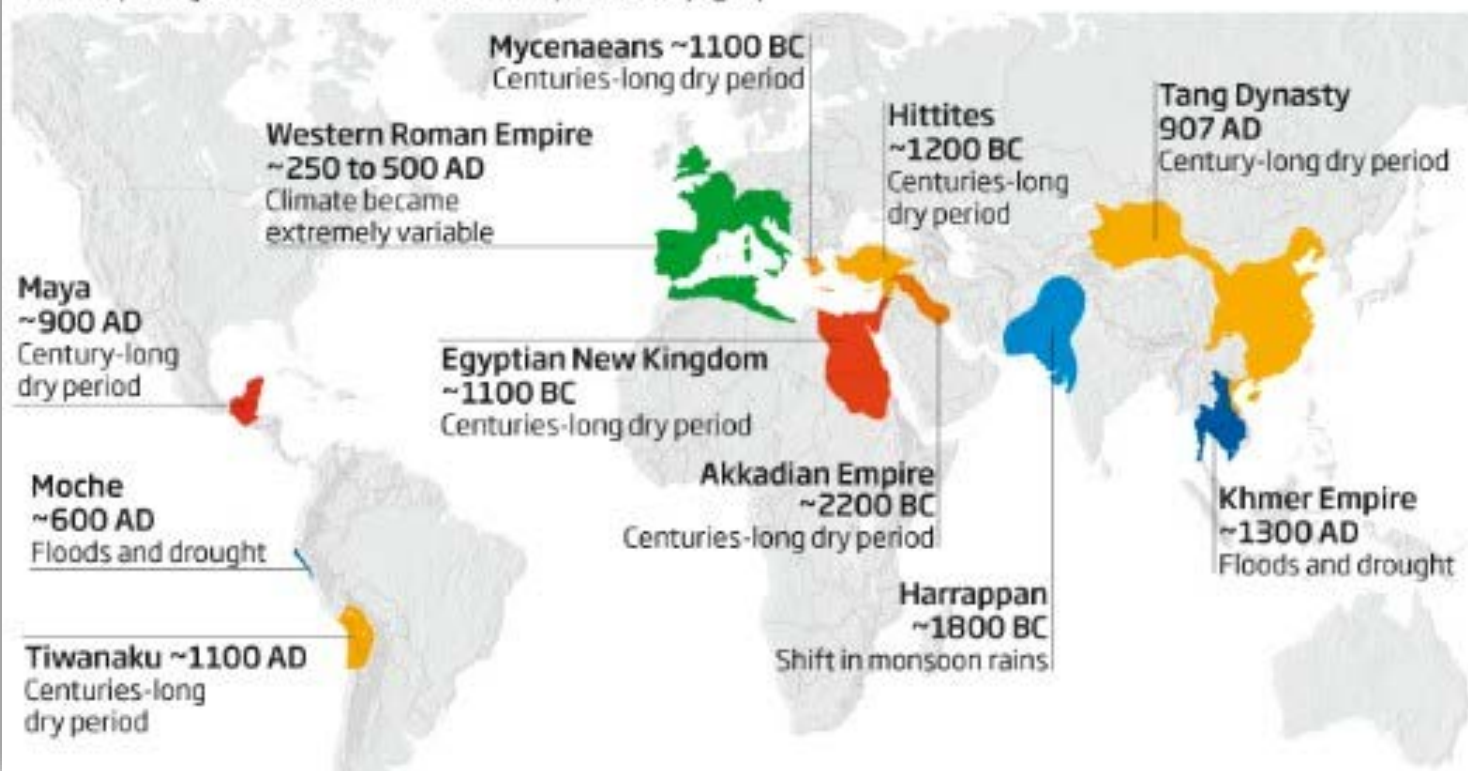 Mycenaeans ~1100 BC
Centuries-long dry period
Western Roman Empire
~250 to 500 AD
Climate became
extremely variable
Hittites
~1200 BC
Centuries-long
dry period
Tang Dynasty
907 AD
Century-long dry period
Maya
~900 AD
Century-long
dry period
Egyptian New Kingdom
~1100 BC
Centuries-long dry period
Akkadian Empire
~2200 BC
Centuries-long dry period
Moche
~600 AD
Floods and drought
Khmer Empire
~1300 AD
Floods and drought
Harrappan
~1800 BC
Shift in monsoon rains
Tiwanaku ~1100 AD
Centuries-long
dry period